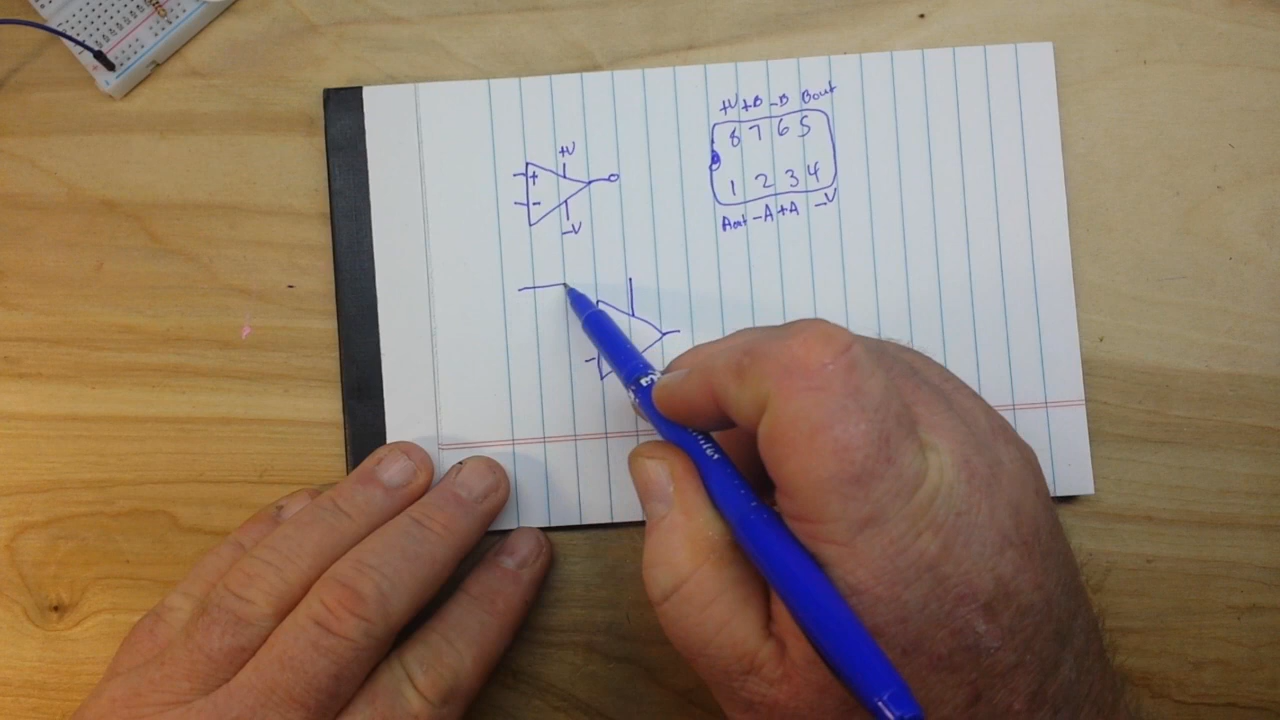 +V +B -B Bout
8 7 6 5
1 2 3 4
Aout -A +A -V
+V
+
-
-V